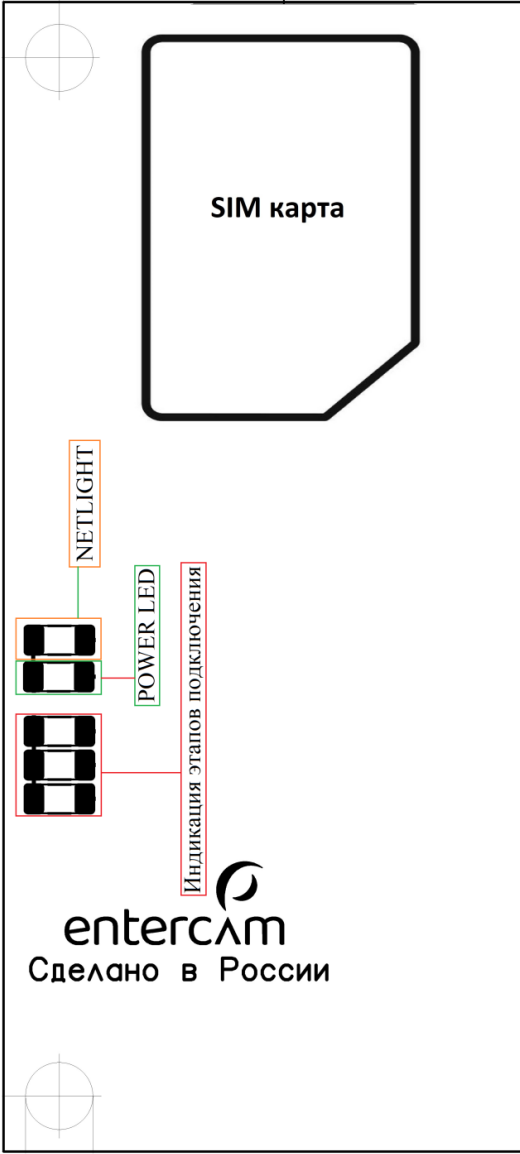 SIM карта
NETLIGHT
POWER LED
Индикация этапов подключения
entercam
Сделано в России